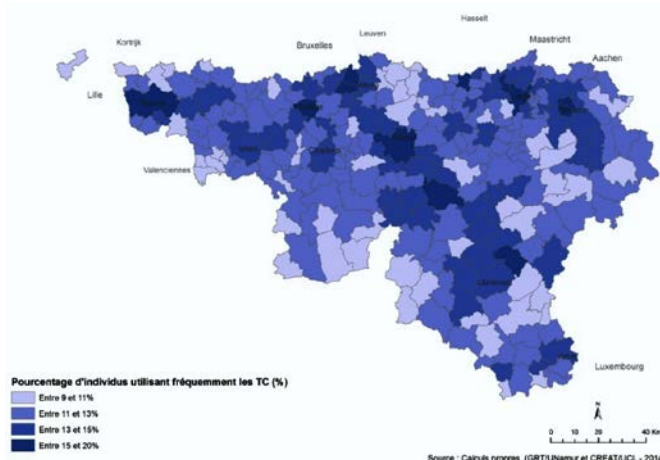 Hasselt
Leuven
Kortrijk
Bruxelles
Maastricht
Aachen
Lille
Valenciennes
Luxembourg
Pourcentage d'individus utilisant fréquemment les TC (%)
Entre 9 et 11%
Entre 11 et 13%
Entre 13 et 15%
Entre 15 et 20%
N
0 10 20 40 Km
Source : Calculs propres (GRT/UNamur et CREAT/UCL - 2014